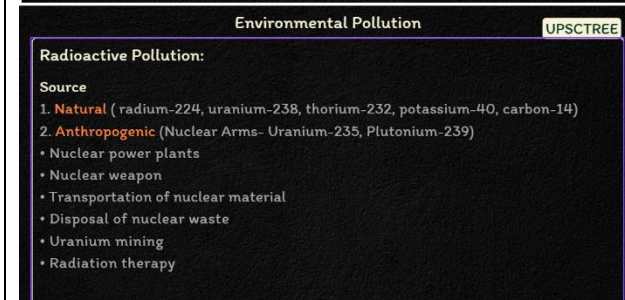 Environmental Pollution
UPSCTREE
Radioactive Pollution:
Source
1. Natural ( radium-224, uranium-238, thorium-232, potassium-40, carbon-14)
2. Anthropogenic (Nuclear Arms- Uranium-235, Plutonium-239)
• Nuclear power plants
• Nuclear weapon
• Transportation of nuclear material
• Disposal of nuclear waste
• Uranium mining
• Radiation therapy